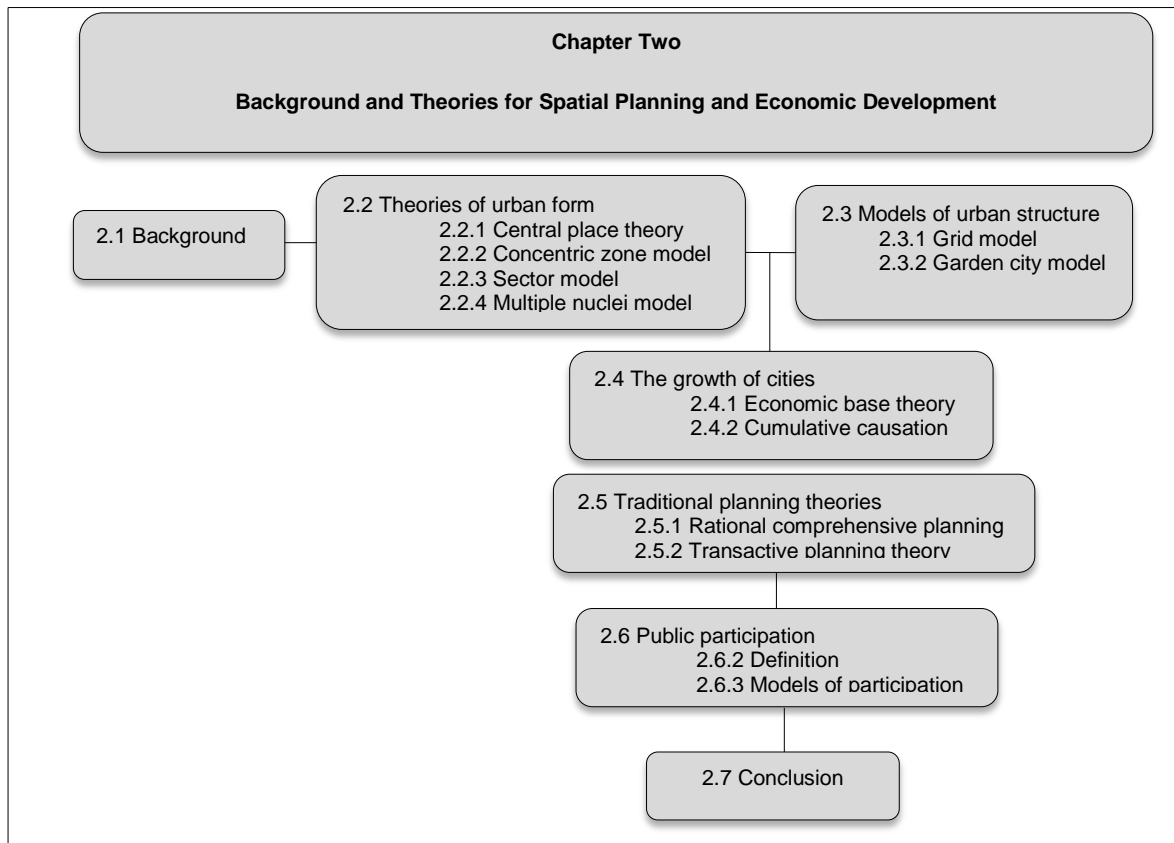 Chapter Two
Background and Theories for Spatial Planning and Economic Development
2.1 Background
2.2 Theories of urban form
2.2.1 Central place theory
2.2.2 Concentric zone model
2.2.3 Sector model
2.2.4 Multiple nuclei model
2.3 Models of urban structure
2.3.1 Grid model
2.3.2 Garden city model
2.4 The growth of cities
2.4.1 Economic base theory
2.4.2 Cumulative causation
2.5 Traditional planning theories
2.5.1 Rational comprehensive planning
2.5.2 Transactive planning theory
2.6 Public participation
2.6.2 Definition
2.6.3 Models of participation
2.7 Conclusion